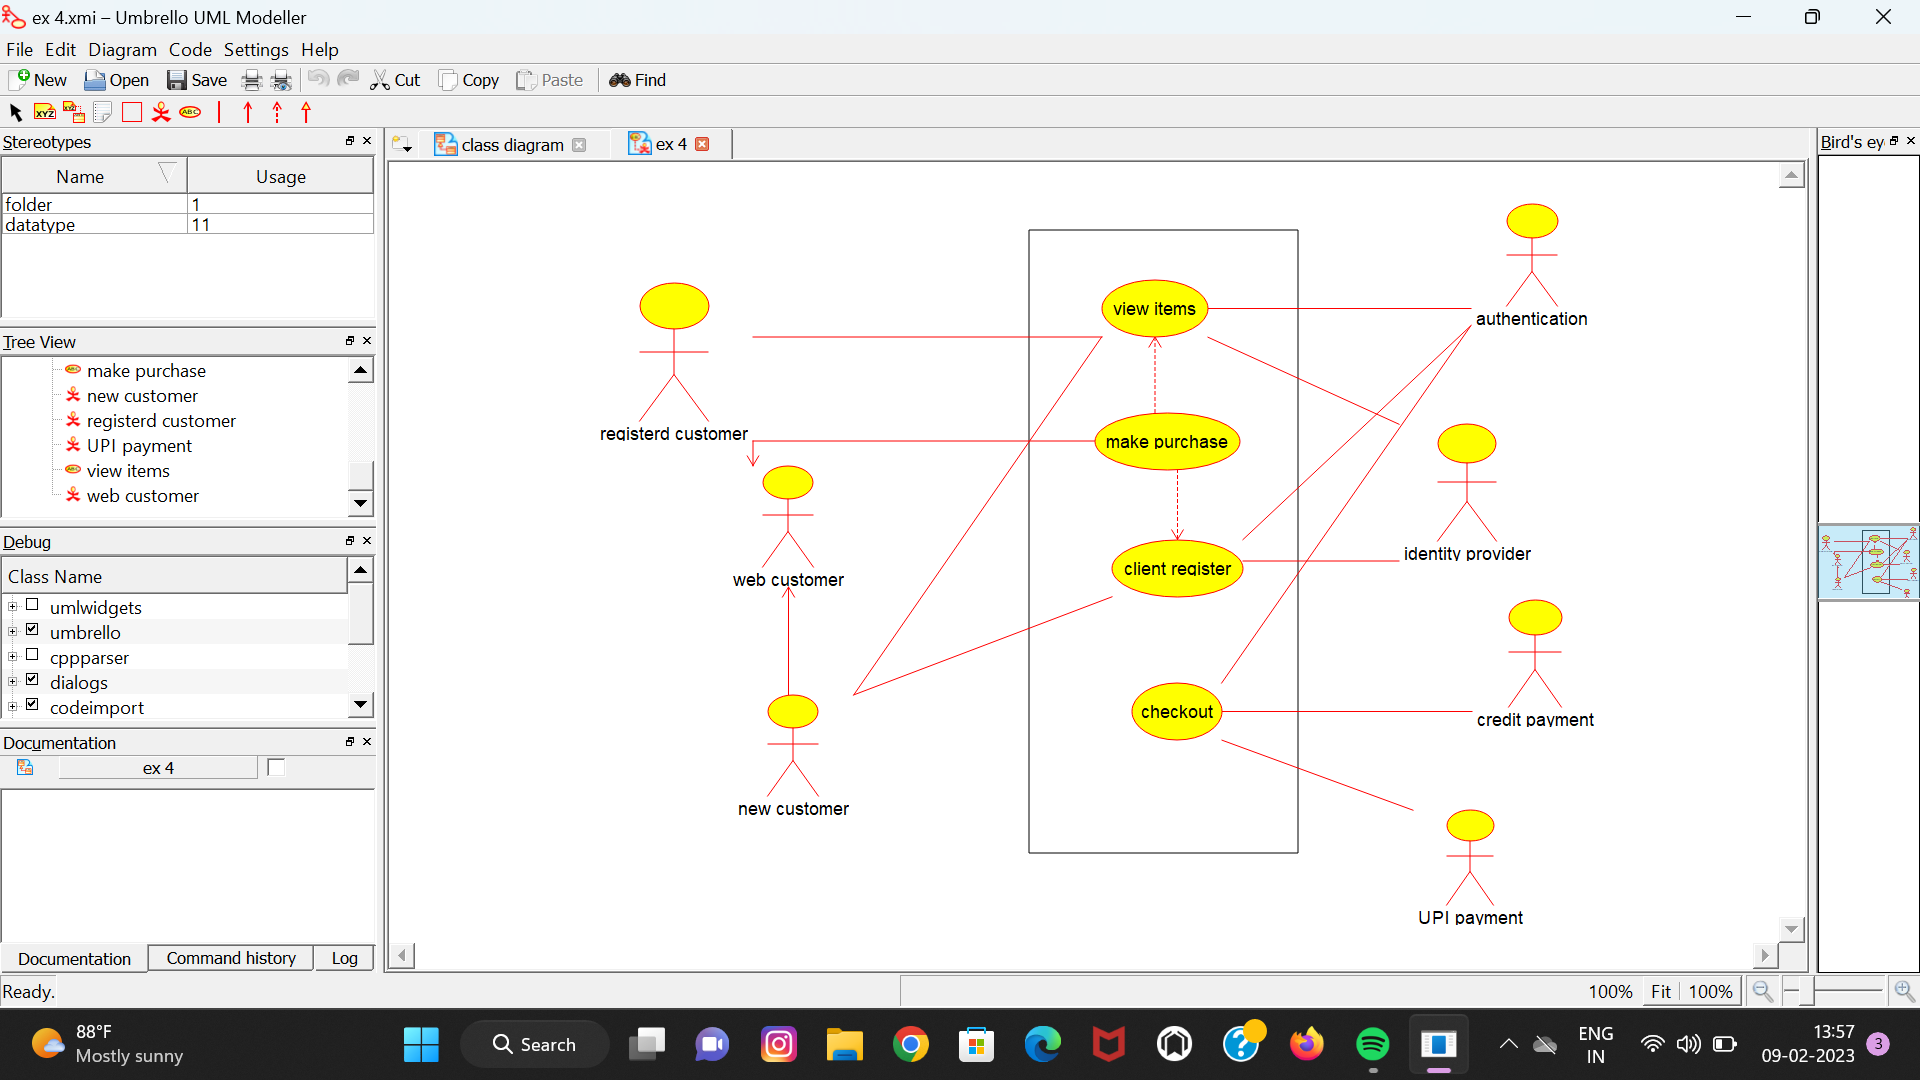 ex 4.xmi – Umbrello UML Modeller
File Edit Diagram Code Settings Help
New Open Save Cut Copy Paste Find
XYZ XYZ ABC
Stereotypes
Name Usage
folder 1
datatype 11
Tree View
make purchase
new customer
registerd customer
UPI payment
view items
web customer
Debug
Class Name
umlwidgets
umbrello
cppparser
dialogs
codeimport
Documentation
ex 4
Documentation Command history Log
Ready.
class diagram ex 4
registerd customer
web customer
new customer
view items
make purchase
client register
checkout
authentication
identity provider
credit payment
UPI payment
Bird's ey
100% Fit 100%
88°F
Mostly sunny
Search
ENG
IN
13:57
09-02-2023
3